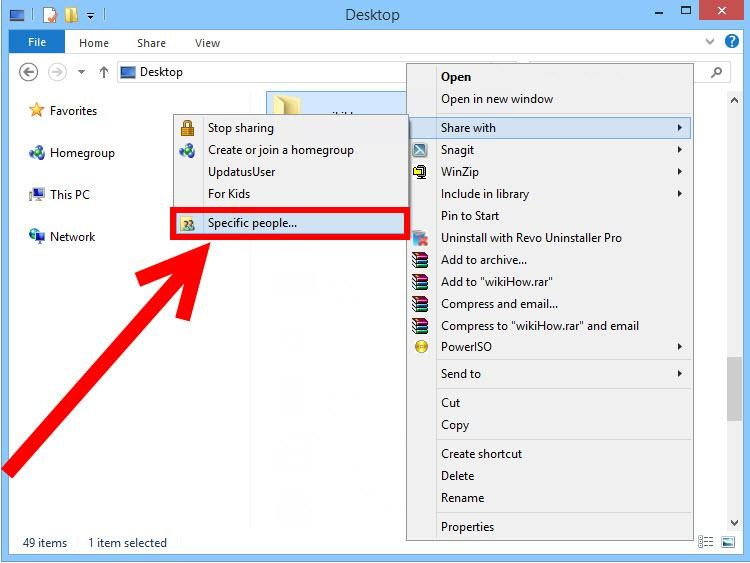 Desktop
File
Home
Share
View
Desktop
Favorites
Homegroup
This PC
Network
Stop sharing
Create or join a homegroup
UpdatusUser
For Kids
Specific people...
Open
Open in new window
Share with
Snagit
WinZip
Include in library
Pin to Start
Uninstall with Revo Uninstaller Pro
Add to archive...
Add to "wikiHow.rar"
Compress and email...
Compress to "wikiHow.rar" and email
PowerISO
Send to
Cut
Copy
Create shortcut
Delete
Rename
Properties
49 items
1 item selected